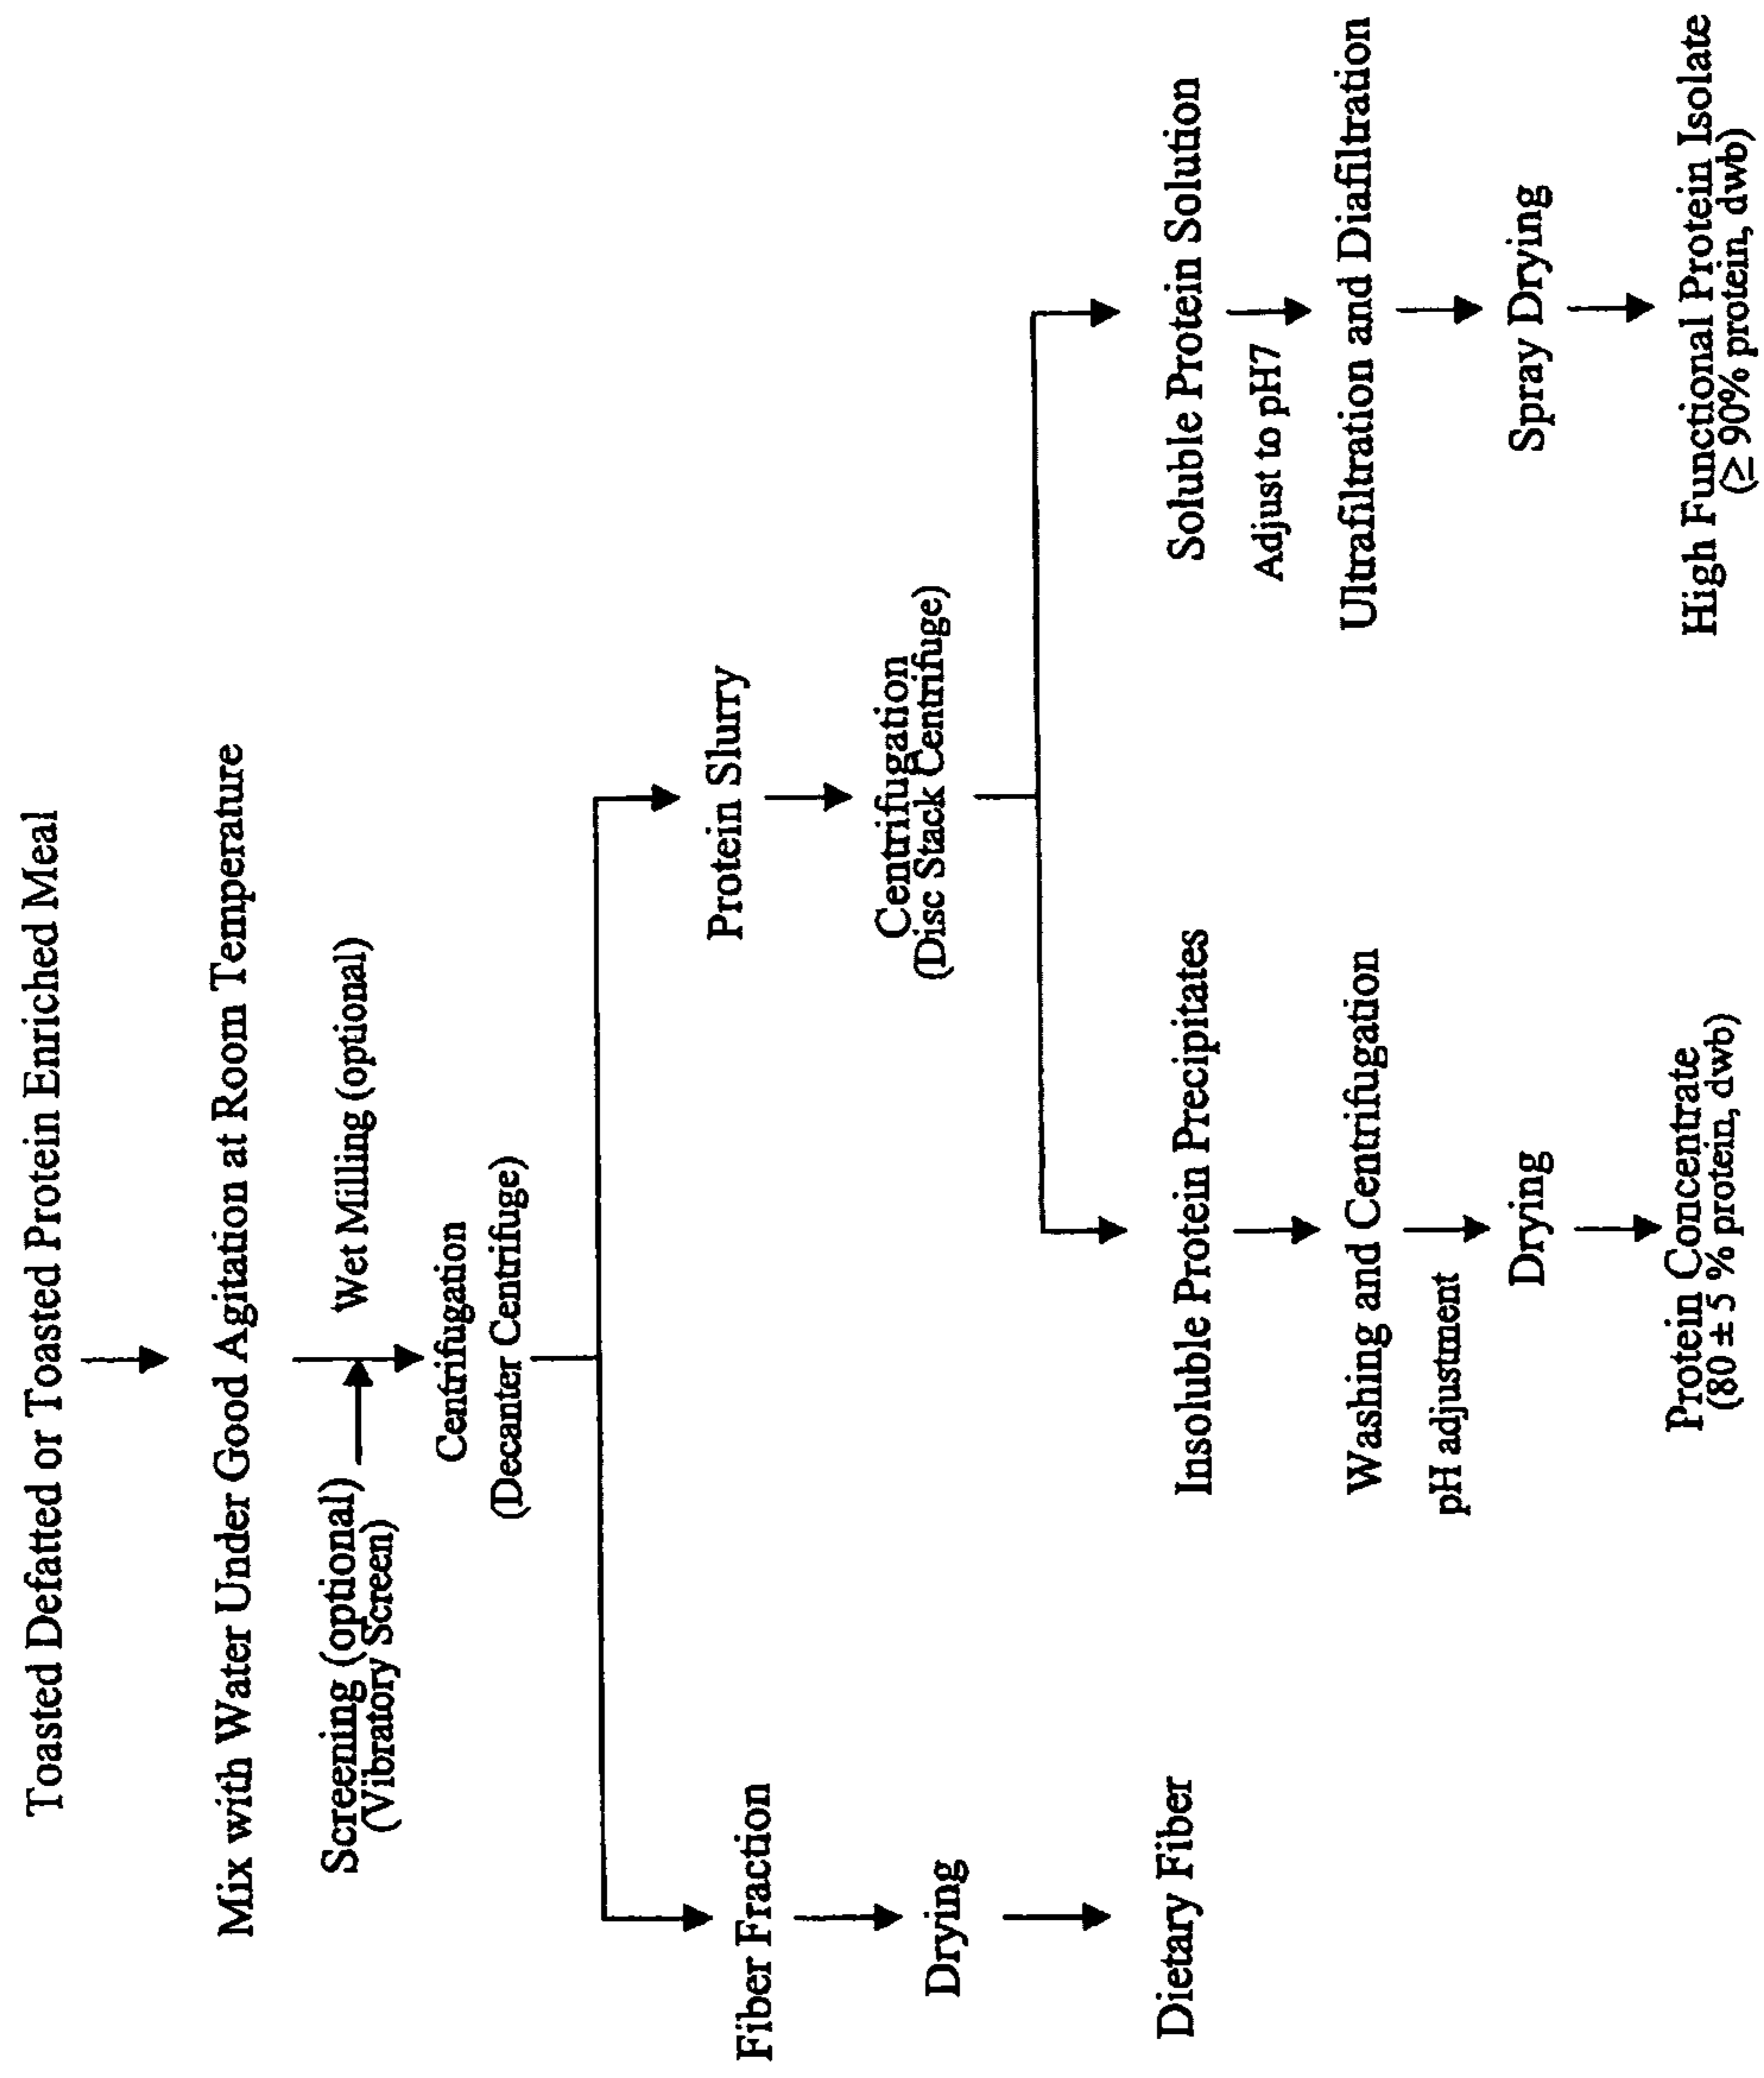 Toasted Defatted or Toasted Protein Enriched Meal
Mix with Water Under Good Agitation at Room Temperature
Screening (optional)
(Vibratory Screen)
Wet Milling (optional)
Centrifugation
(Decanter Centrifuge)
Fiber Fraction
Drying
Dietary Fiber
Protein Slurry
Centrifugation
(Disc Stack Centrifuge)
Insoluble Protein Precipitates
Washing and Centrifugation
pH adjustment
Drying
Protein Concentrate
(80 ± 5 % protein, dwb)
Soluble Protein Solution
Adjust to pH7
Ultrafiltration and Diafiltration
Spray Drying
High Functional Protein Isolate
(≥ 90% protein, dwb)